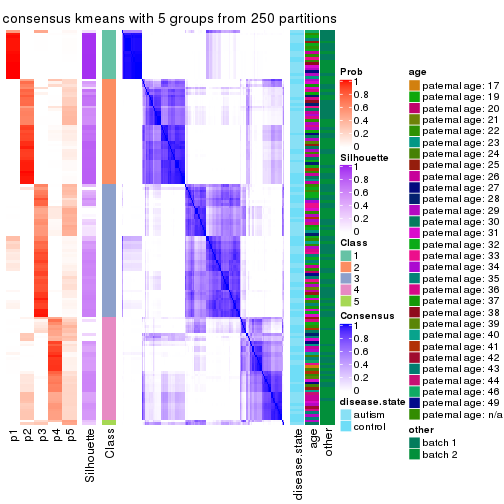 consensus kmeans with 5 groups from 250 partitions
p1
p2
p3
p4
p5
Silhouette
Class
disease.state
age
other
Prob
1
0.8
0.6
0.4
0.2
0
Silhouette
1
0.8
0.6
0.4
0.2
0
Class
1
2
3
4
5
Consensus
1
0.8
0.6
0.4
0.2
0
disease.state
autism
control
age
paternal age: 17
paternal age: 19
paternal age: 20
paternal age: 21
paternal age: 22
paternal age: 23
paternal age: 24
paternal age: 25
paternal age: 26
paternal age: 27
paternal age: 28
paternal age: 29
paternal age: 30
paternal age: 31
paternal age: 32
paternal age: 33
paternal age: 34
paternal age: 35
paternal age: 36
paternal age: 37
paternal age: 38
paternal age: 39
paternal age: 40
paternal age: 41
paternal age: 42
paternal age: 43
paternal age: 44
paternal age: 46
paternal age: 49
paternal age: n/a
other
batch 1
batch 2